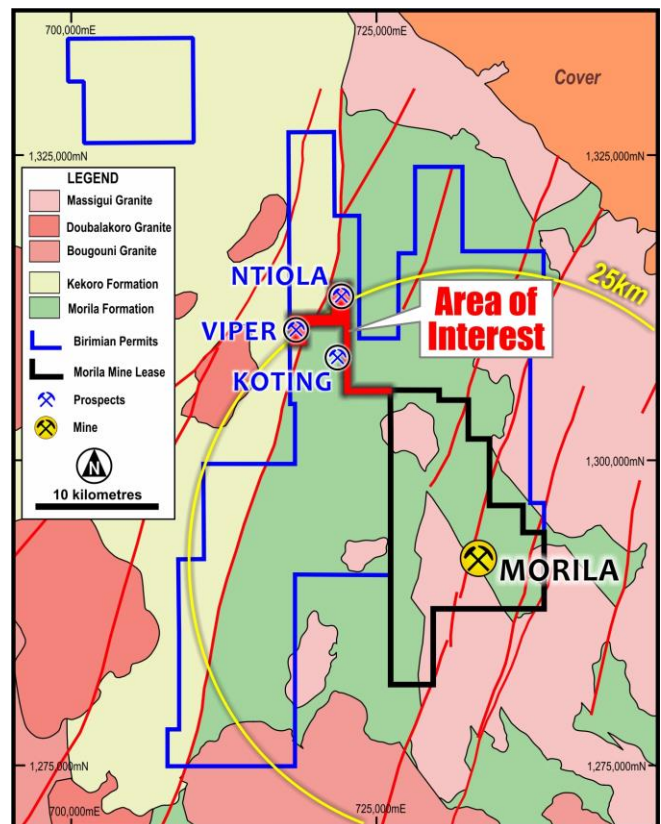 700,000mE
725,000mE
Cover
1,325,000mN
1,325,000mN
LEGEND
Massigui Granite
Doubalakoro Granite
Bougouni Granite
Kekoro Formation
Morila Formation
Birimian Permits
Morila Mine Lease
Prospects
Mine
N
10 kilometres
25km
NTIOLA
Area of
Interest
VIPER
KOTING
1,300,000mN
MORILA
1,275,000mN
1,275,000mN
700,000mE
725,000mE